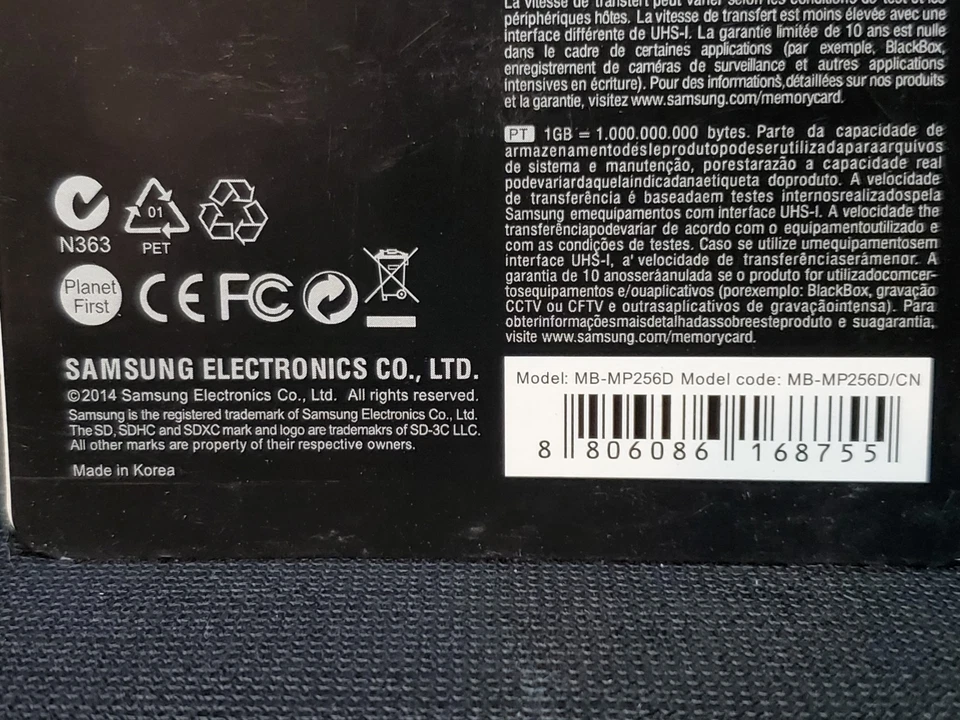 La vitesse de transfert peut varier selon les conditions de test et les
périphériques hôtes. La vitesse de transfert est moins élevée avec une
interface différente de UHS-I. La garantie limitée de 10 ans est nulle
dans le cadre de certaines applications (par exemple, BlackBox,
enregistrement de caméras de surveillance et autres applications
intensives en écriture). Pour des informations,détaillées sur nos produits
et la garantie, visitez www.samsung.com/memorycard.
PT 1GB = 1.000.000.000 bytes. Parte da capacidade de
armazenamentodesleprodutopodeserutilizadaparaarquivos
de sistema e manutenção, porestarazão a capacidade real
podevariardaquelaindicadanaetiqueta doproduto. A velocidade
de transferência é baseadaem testes internosrealizadospela
Samsung emequipamentos com interface UHS-I. A velocidade the
transferênciapodevariar de acordo com o equipamentoutilizado e
com as condições de testes. Caso se utilize umequipamentosem
interface UHS-I, a' velocidade de transferênciaserámenor. A
garantia de 10 anosseráanulada se o produto for utilizadocomcer-
tosequipamentos e/ouaplicativos (porexemplo: BlackBox, gravação
CCTV ou CFTV e outrasaplicativos de gravaçãointensa). Para
obterinformaçõesmaisdetalhadassobreesteproduto e suagarantia,
visite www.samsung.com/memorycard.
N363
01
PET
Planet
First
CE FC
SAMSUNG ELECTRONICS CO., LTD.
©2014 Samsung Electronics Co., Ltd. All rights reserved.
Samsung is the registered trademark of Samsung Electronics Co., Ltd.
The SD, SDHC and SDXC mark and logo are trademakrs of SD-3C LLC.
All other marks are property of their respective owners.
Made in Korea
Model: MB-MP256D Model code: MB-MP256D/CN
8 806086 168755